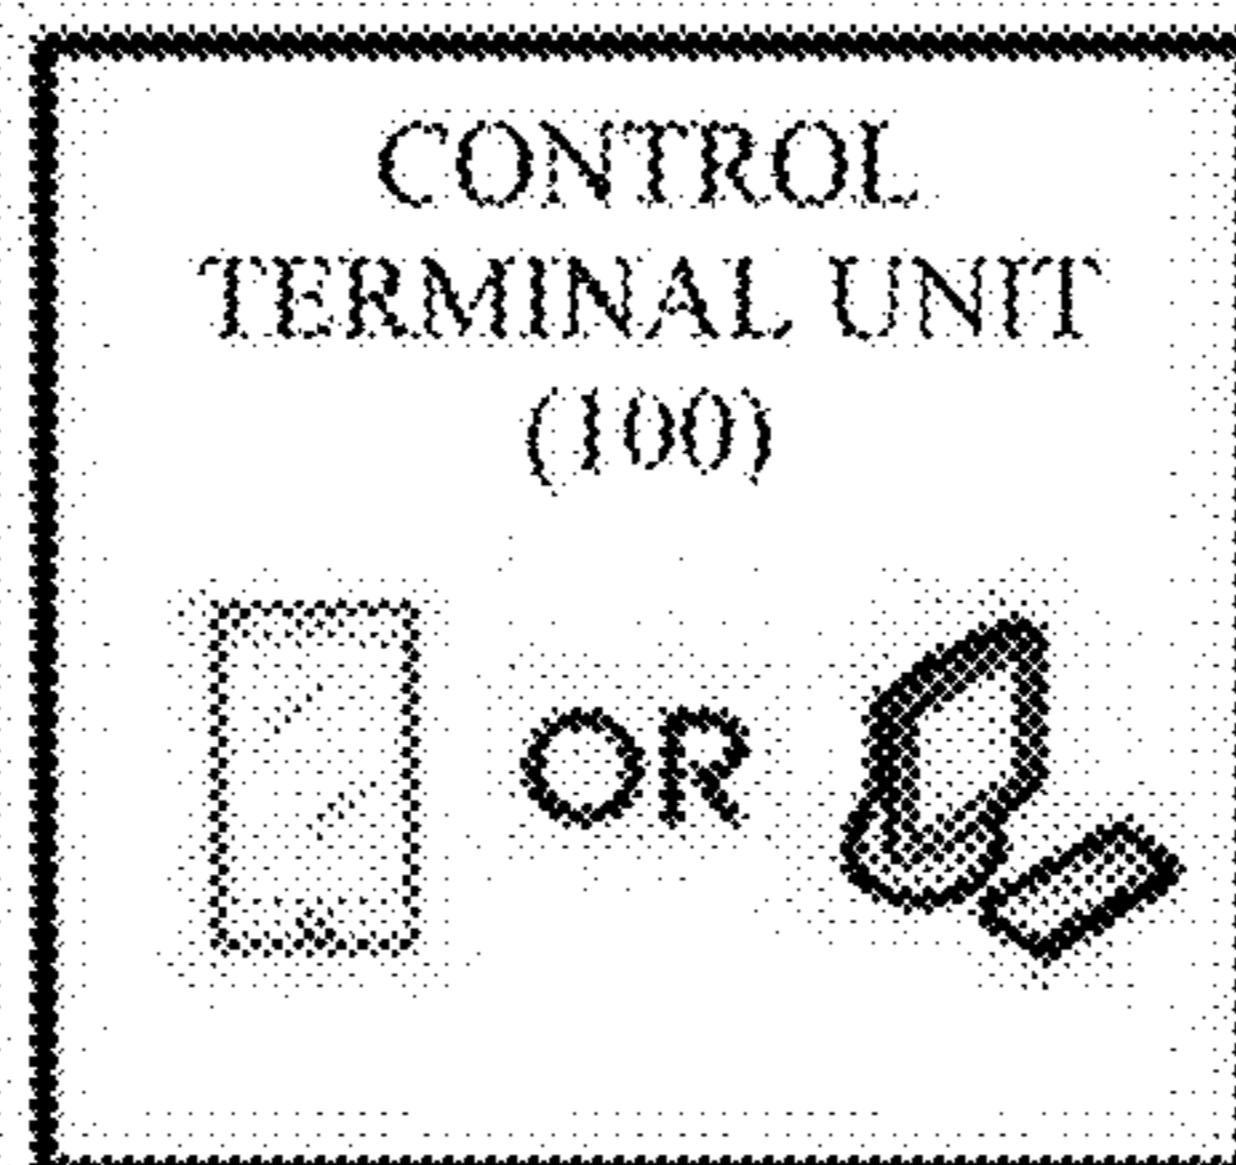 CONTROL
TERMINAL UNIT
(100)
OR